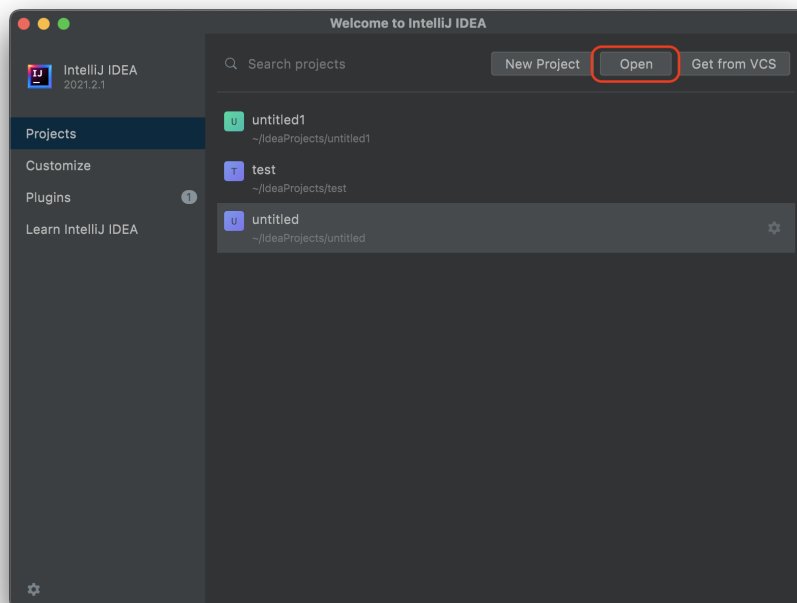 Welcome to IntelliJ IDEA
IJ
IntelliJ IDEA
2021.2.1
Search projects
New Project
Open
Get from VCS
Projects
Customize
Plugins
1
Learn IntelliJ IDEA
U
untitled1
~/IdeaProjects/untitled1
T
test
~/IdeaProjects/test
U
untitled
~/IdeaProjects/untitled